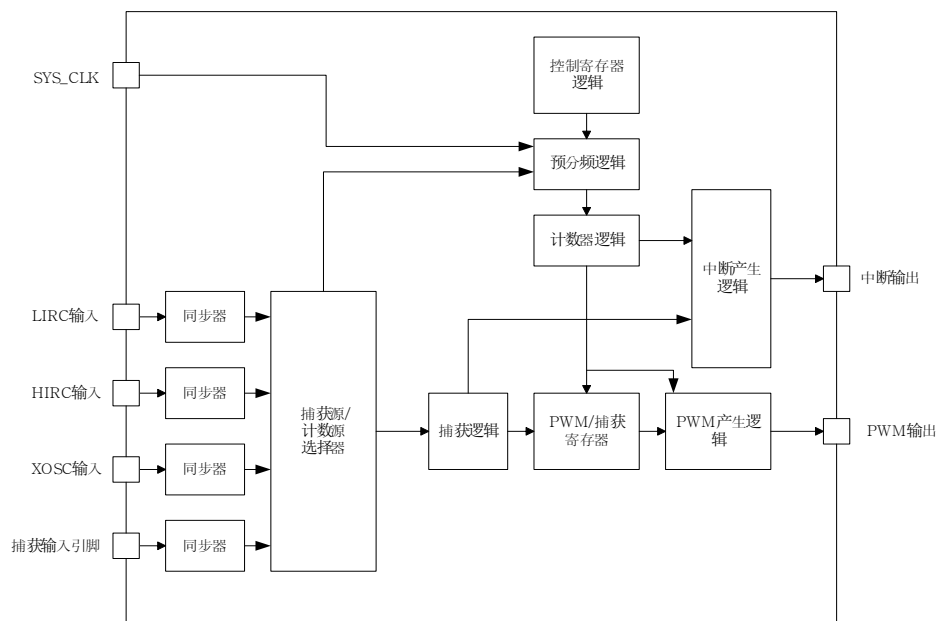 控制寄存器
逻辑
SYS_CLK
预分频逻辑
计数器逻辑
中断产生
逻辑
中断输出
LIRC输入
同步器
HIRC输入
同步器
捕获源/
计数源
选择器
捕获逻辑
PWM/捕获
寄存器
PWM产生逻
辑
PWM输出
XOSC输入
同步器
捕获输入引脚
同步器